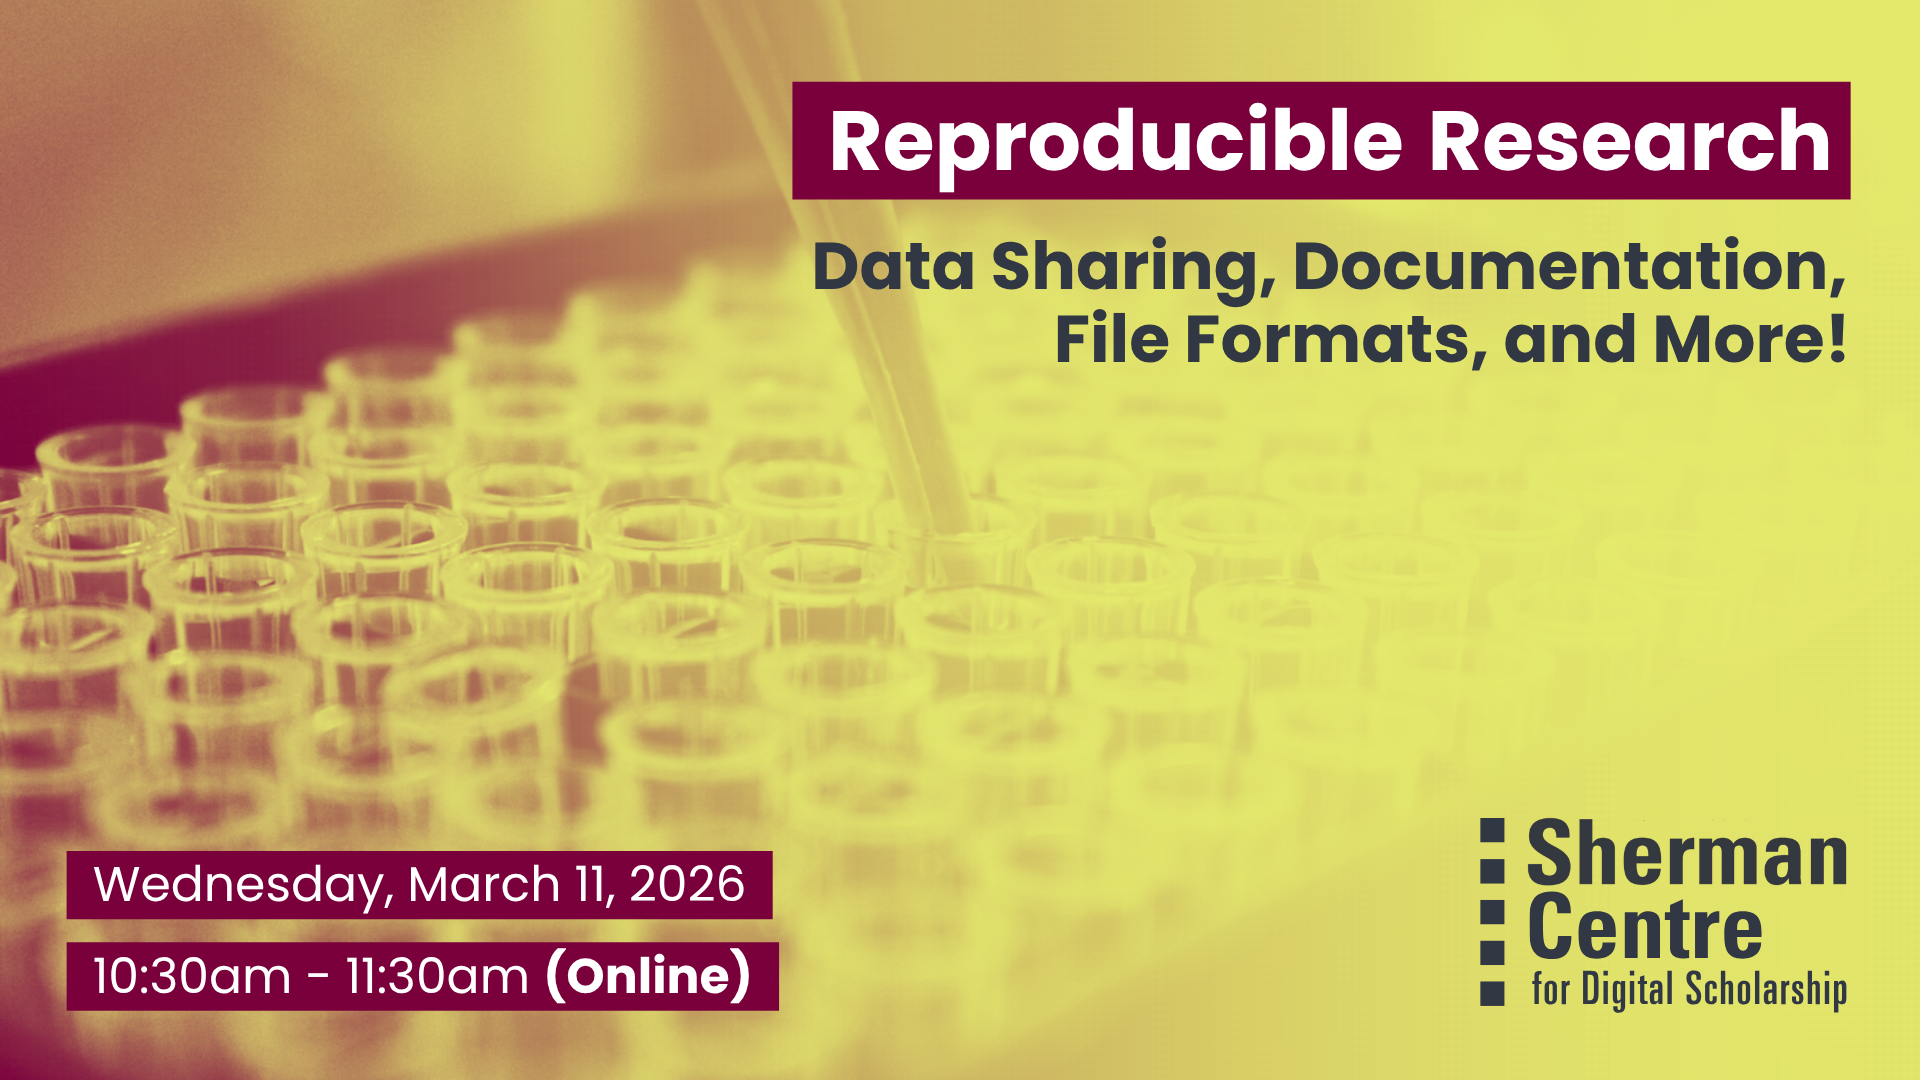 Reproducible Research
Data Sharing, Documentation,
File Formats, and More!
Wednesday, March 11, 2026
10:30am - 11:30am (Online)
Sherman
Centre
for Digital Scholarship